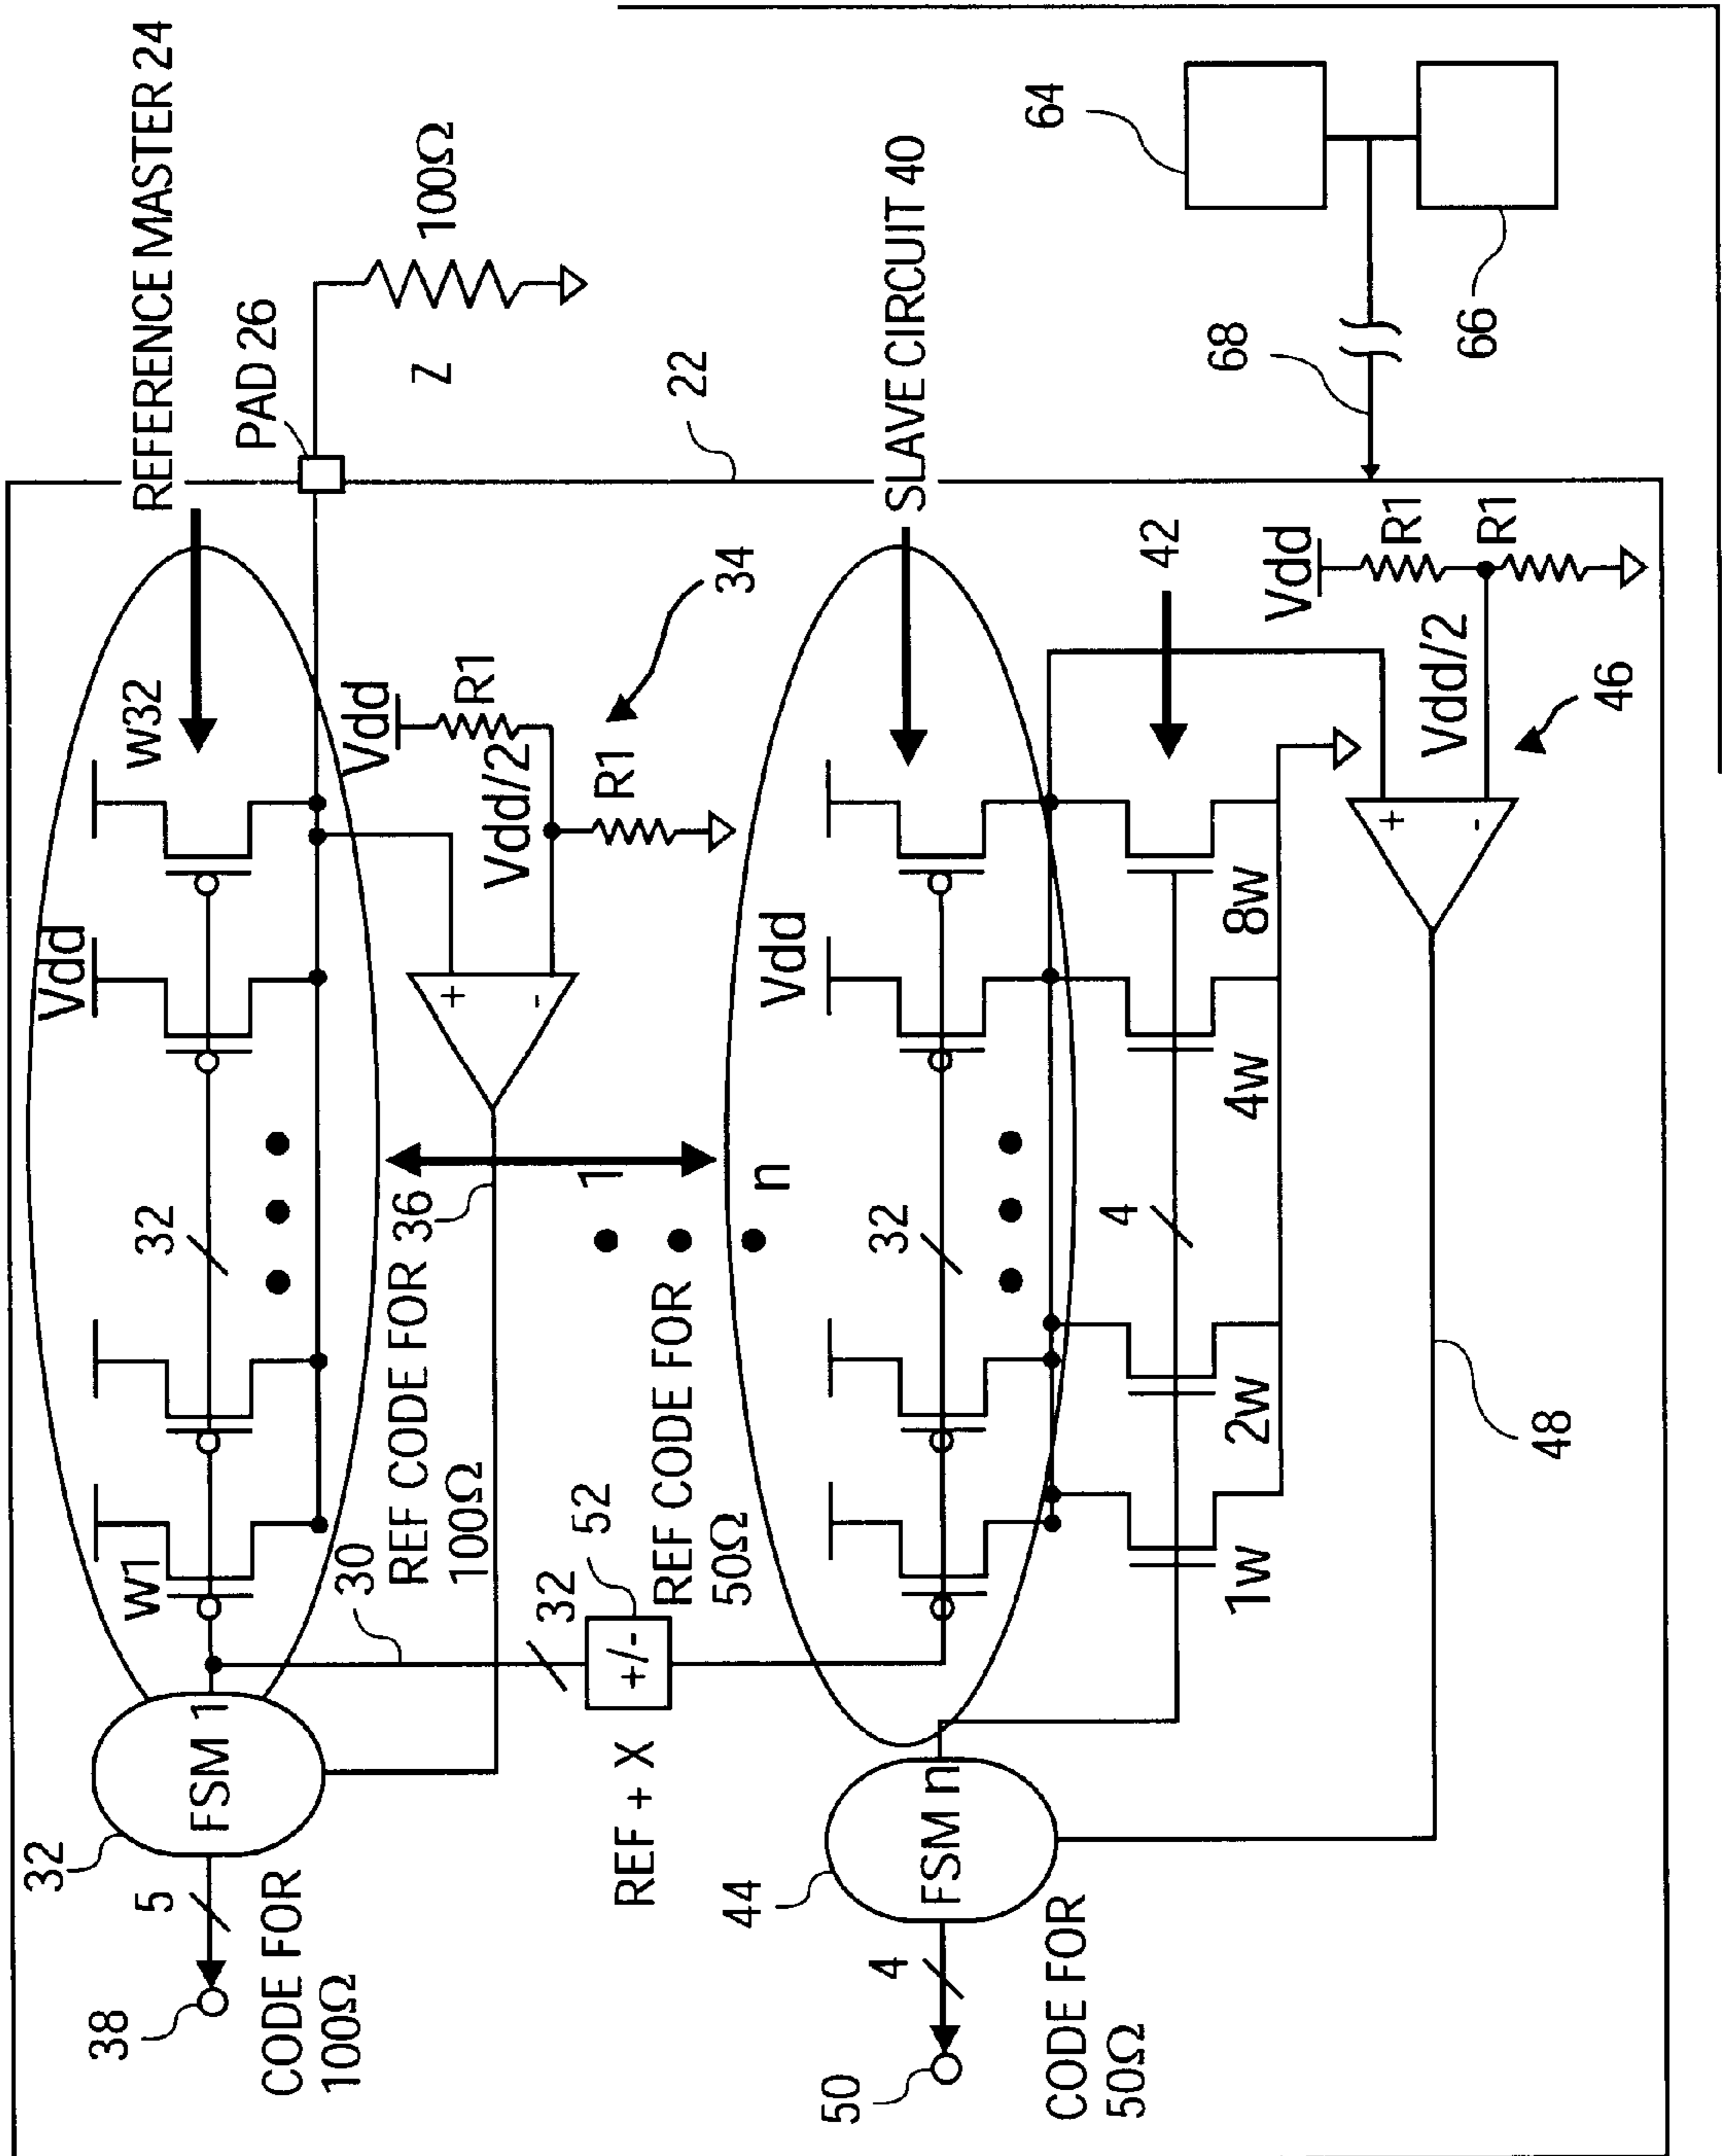 REFERENCE MASTER 24
PAD 26
100Ω
Z
22
w1
Vdd
w32
32
FSM 1
32
5
38
CODE FOR
100Ω
30
REF CODE FOR
100Ω
36
+
-
Vdd
R1
Vdd/2
R1
34
32
52
+/-
REF + X
REF CODE FOR
50Ω
1
n
SLAVE CIRCUIT 40
Vdd
32
FSM n
44
4
50
CODE FOR
50Ω
42
4
1w
2w
4w
8w
+
-
Vdd
R1
R1
Vdd/2
46
48
64
66
68